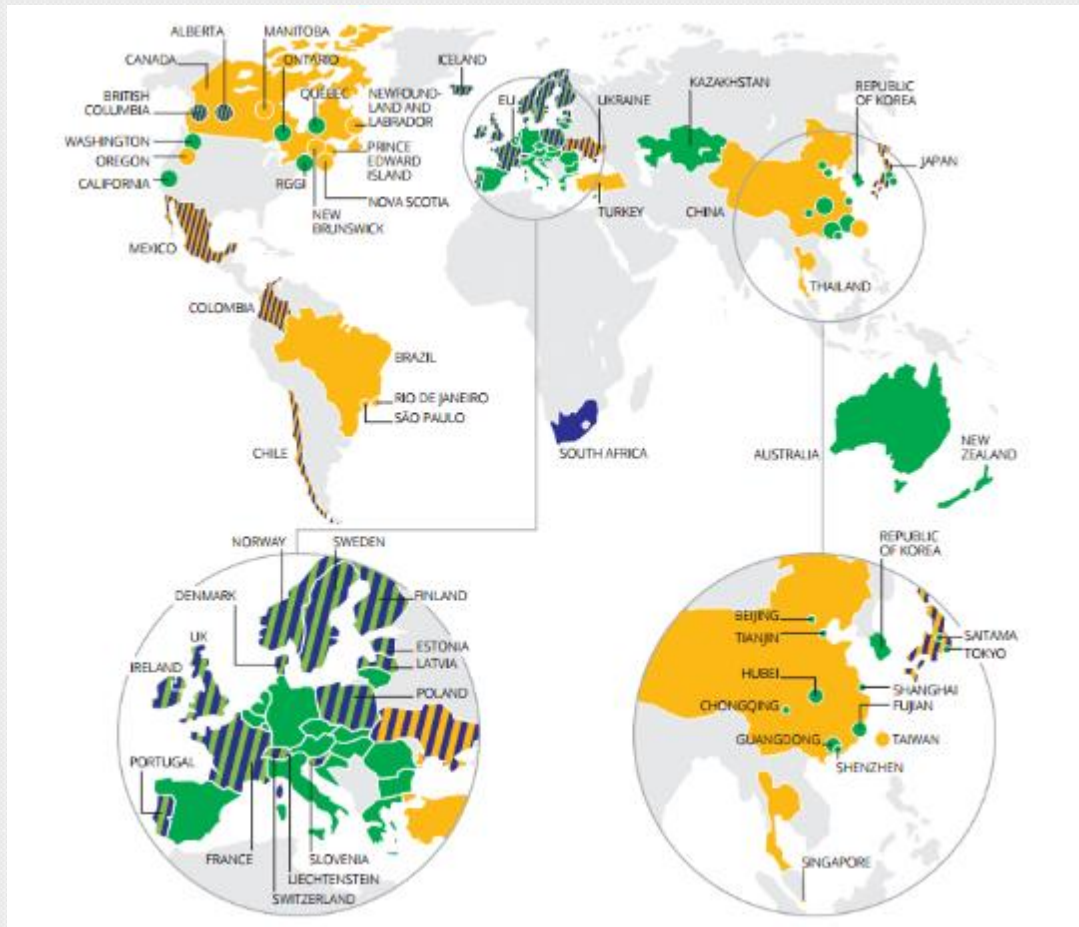 ALBERTA
MANITOBA
CANADA
ONTARIO
ICELAND
BRITISH
COLUMBIA
QUÉBEC
NEWFOUND-
LAND AND
LABRADOR
EU
UKRAINE
KAZAKHSTAN
REPUBLIC
OF KOREA
WASHINGTON
OREGON
CALIFORNIA
RGGI
PRINCE
EDWARD
ISLAND
NOVA SCOTIA
NEW
BRUNSWICK
TURKEY
CHINA
JAPAN
MEXICO
THAILAND
COLOMBIA
BRAZIL
RIO DE JANEIRO
SÃO PAULO
CHILE
SOUTH AFRICA
AUSTRALIA
NEW
ZEALAND
NORWAY
SWEDEN
DENMARK
FINLAND
UK
ESTONIA
LATVIA
IRELAND
POLAND
PORTUGAL
FRANCE
SLOVENIA
LIECHTENSTEIN
SWITZERLAND
REPUBLIC
OF KOREA
BEIJING
TIANJIN
SAITAMA
TOKYO
HUBEI
SHANGHAI
CHONGQING
FUJIAN
GUANGDONG
TAIWAN
SHENZHEN
SINGAPORE